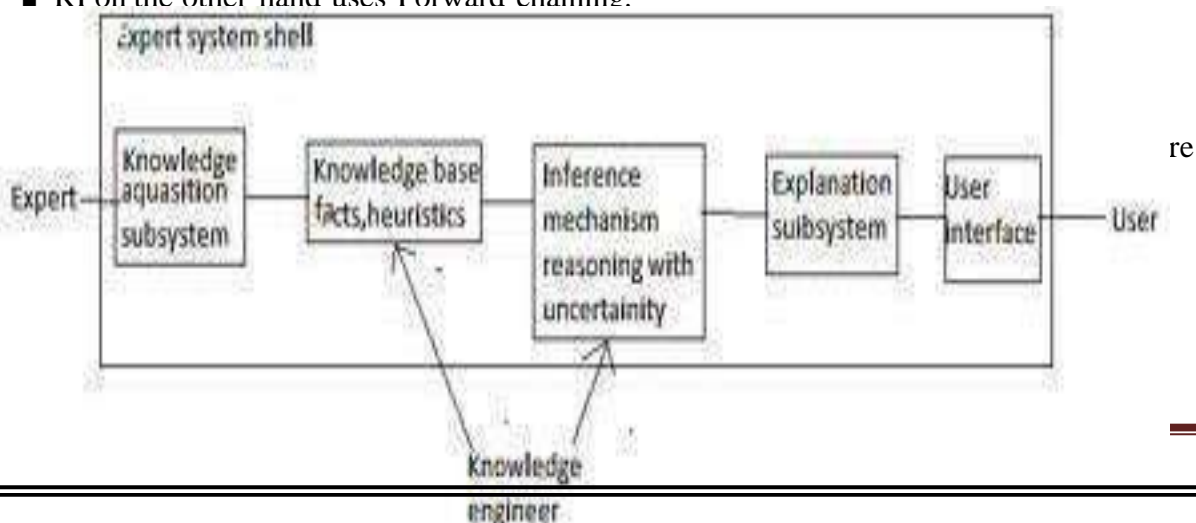 on the other hand uses Forward chaining.
Expert system shell
Knowledge
aquasition
subsystem
Knowledge base
facts,heuristics
Inference
mechanism
reasoning with
uncertainity
Explanation
suibsystem
User
interface
Expert
User
re
Knowledge
engineer